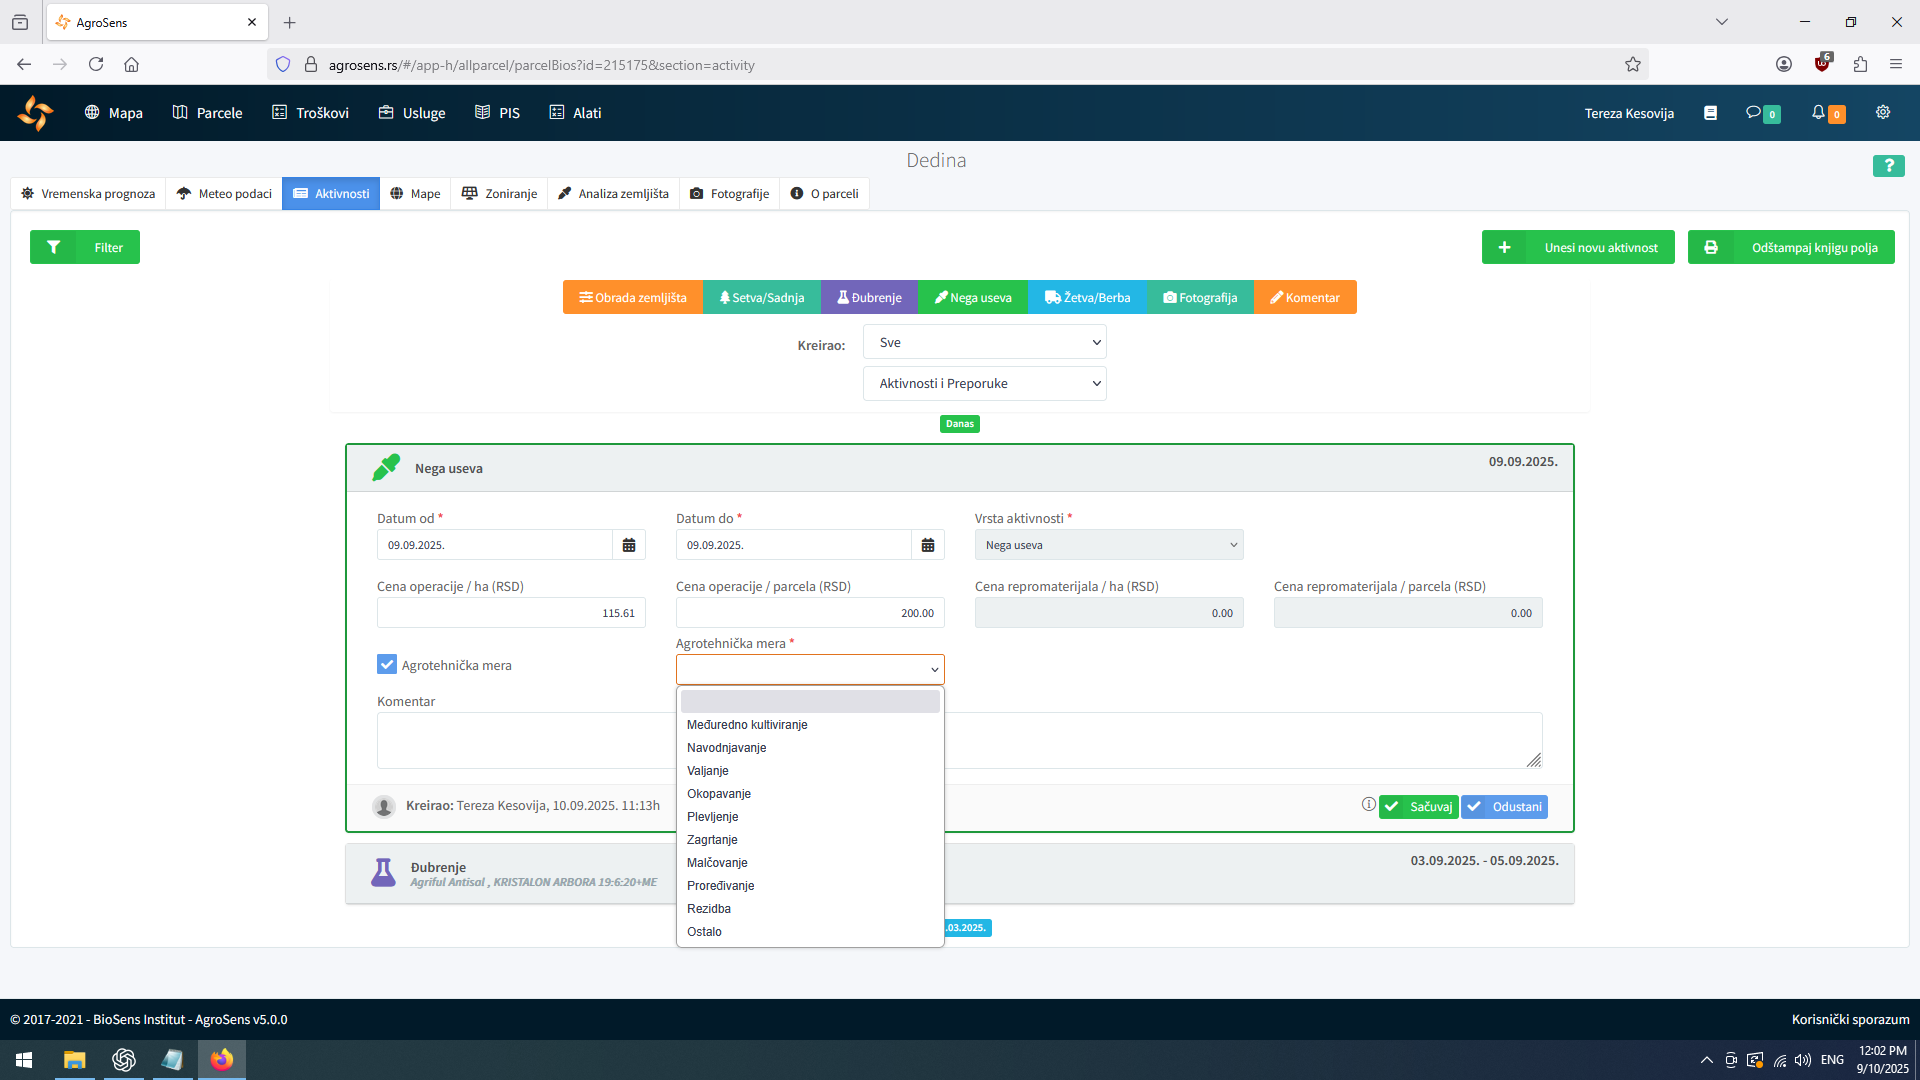 AgroSens
agrosens.rs/#/app-h/allparcel/parcelBios?id=215175&section=activity
6
Mapa
Parcele
Troškovi
Usluge
PIS
Alati
Tereza Kesovija
0
0
Dedina
?
Vremenska prognoza
Meteo podaci
Aktivnosti
Mape
Zoniranje
Analiza zemljišta
Fotografije
O parceli
Filter
Unesi novu aktivnost
Odštampaj knjigu polja
Obrada zemljišta
Setva/Sadnja
Đubrenje
Nega useva
Žetva/Berba
Fotografija
Komentar
Kreirao:
Sve
Aktivnosti i Preporuke
Danas
Nega useva
09.09.2025.
Datum od *
Datum do *
Vrsta aktivnosti *
09.09.2025.
09.09.2025.
Nega useva
Cena operacije / ha (RSD)
Cena operacije / parcela (RSD)
Cena repromaterijala / ha (RSD)
Cena repromaterijala / parcela (RSD)
115.61
200.00
0.00
0.00
Agrotehnička mera *
Agrotehnička mera
Komentar
Međuredno kultiviranje
Navodnjavanje
Valjanje
Okopavanje
Plevljenje
Zagrtanje
Malčovanje
Proređivanje
Rezidba
Ostalo
Kreirao: Tereza Kesovija, 10.09.2025. 11:13h
Sačuvaj
Odustani
Đubrenje
Agriful Antisal , KRISTALON ARBORA 19:6:20+ME
03.09.2025. - 05.09.2025.
.03.2025.
© 2017-2021 - BioSens Institut - AgroSens v5.0.0
Korisnički sporazum
ENG
12:02 PM
9/10/2025